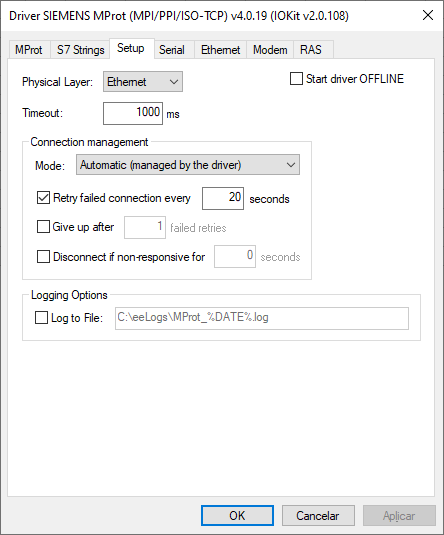 Driver SIEMENS MProt (MPI/PPI/ISO-TCP) v4.0.19 (IOKit v2.0.108)
MProt S7 Strings Setup Serial Ethernet Modem RAS
Physical Layer: Ethernet Start driver OFFLINE
Timeout: 1000 ms
Connection management
Mode: Automatic (managed by the driver)
Retry failed connection every 20 seconds
Give up after 1 failed retries
Disconnect if non-responsive for 0 seconds
Logging Options
Log to File: C:\eeLogs\MProt_%DATE%.log
OK Cancelar Aplicar